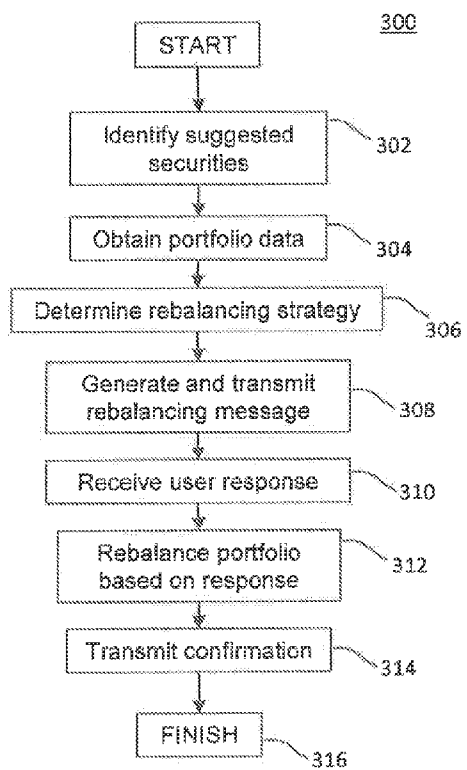 300
START
Identify suggested
securities
302
Obtain portfolio data
304
Determine rebalancing strategy
306
Generate and transmit
rebalancing message
308
Receive user response
310
Rebalance portfolio
based on response
312
Transmit confirmation
314
FINISH
316